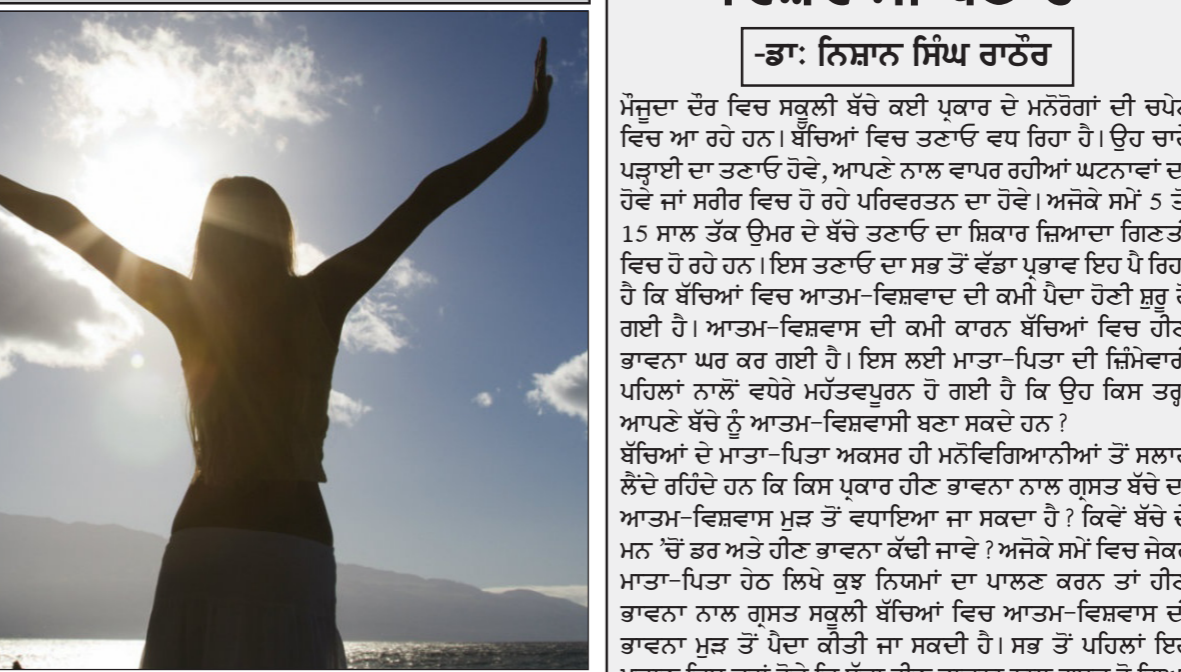 -ਡਾ: ਨਿਸ਼ਾਨ ਸਿੰਘ ਰਾਠੌਰ
ਮੌਜੂਦਾ ਦੌਰ ਵਿਚ ਸਕੂਲੀ ਬੱਚੇ ਕਈ ਪ੍ਰਕਾਰ ਦੇ ਮਨੋਰੋਗਾਂ ਦੀ
ਵਿਚ ਆ ਰਹੇ ਹਨ। ਬੱਚਿਆਂ ਵਿਚ ਤਣਾਓ ਵਧ ਰਿਹਾ ਹੈ। ਉਹ
ਪੜ੍ਹਾਈ ਦਾ ਤਣਾਓ ਹੋਵੇ, ਆਪਣੇ ਨਾਲ ਵਾਪਰ ਰਹੀਆਂ ਘਟਨਾਵਾਂ
ਹੋਵੇ ਜਾਂ ਸਰੀਰ ਵਿਚ ਹੋ ਰਹੇ ਪਰਿਵਰਤਨ ਦਾ ਹੋਵੇ। ਅਜੋਕੇ ਸਮੇਂ 5
15 ਸਾਲ ਤੱਕ ਉਮਰ ਦੇ ਬੱਚੇ ਤਣਾਓ ਦਾ ਸ਼ਿਕਾਰ ਜ਼ਿਆਦਾ
ਵਿਚ ਹੋ ਰਹੇ ਹਨ। ਇਸ ਤਣਾਓ ਦਾ ਸਭ ਤੋਂ ਵੱਡਾ ਪ੍ਰਭਾਵ ਇਹ ਪੈ
ਹੈ ਕਿ ਬੱਚਿਆਂ ਵਿਚ ਆਤਮ-ਵਿਸ਼ਵਾਦ ਦੀ ਕਮੀ ਪੈਦਾ ਹੋਣੀ ਸ਼ੁਰੂ
ਗਈ ਹੈ। ਆਤਮ-ਵਿਸ਼ਵਾਸ ਦੀ ਕਮੀ ਕਾਰਨ ਬੱਚਿਆਂ ਵਿਚ
ਭਾਵਨਾ ਘਰ ਕਰ ਗਈ ਹੈ। ਇਸ ਲਈ ਮਾਤਾ-ਪਿਤਾ ਦੀ
ਪਹਿਲਾਂ ਨਾਲੋਂ ਵਧੇਰੇ ਮਹੱਤਵਪੂਰਨ ਹੋ ਗਈ ਹੈ ਕਿ ਉਹ ਕਿਸ
ਆਪਣੇ ਬੱਚੇ ਨੂੰ ਆਤਮ-ਵਿਸ਼ਵਾਸੀ ਬਣਾ ਸਕਦੇ ਹਨ ?
ਬੱਚਿਆਂ ਦੇ ਮਾਤਾ-ਪਿਤਾ ਅਕਸਰ ਹੀ ਮਨੋਵਿਗਿਆਨੀਆਂ ਤੋਂ
ਲੈਂਦੇ ਰਹਿੰਦੇ ਹਨ ਕਿ ਕਿਸ ਪ੍ਰਕਾਰ ਹੀਣ ਭਾਵਨਾ ਨਾਲ ਗ੍ਰਸਤ ਬੱਚੇ
ਆਤਮ-ਵਿਸ਼ਵਾਸ ਮੁੜ ਤੋਂ ਵਧਾਇਆ ਜਾ ਸਕਦਾ ਹੈ ? ਕਿਵੇਂ ਬੱਚੇ
ਮਨ 'ਚੋਂ ਡਰ ਅਤੇ ਹੀਣ ਭਾਵਨਾ ਕੱਢੀ ਜਾਵੇ ? ਅਜੋਕੇ ਸਮੇਂ ਵਿਚ
ਮਾਤਾ-ਪਿਤਾ ਹੇਠ ਲਿਖੇ ਕੁਝ ਨਿਯਮਾਂ ਦਾ ਪਾਲਣ ਕਰਨ ਤਾਂ
ਭਾਵਨਾ ਨਾਲ ਗ੍ਰਸਤ ਸਕੂਲੀ ਬੱਚਿਆਂ ਵਿਚ ਆਤਮ-ਵਿਸ਼ਵਾਸ
ਭਾਵਨਾ ਮੁੜ ਤੋਂ ਪੈਦਾ ਕੀਤੀ ਜਾ ਸਕਦੀ ਹੈ। ਸਭ ਤੋਂ ਪਹਿਲਾਂ